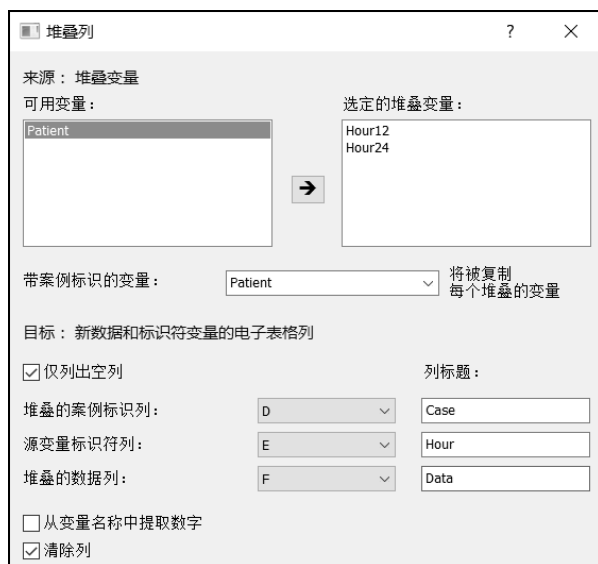 堆叠列
?
来源： 堆叠变量
可用变量：
选定的堆叠变量：
Patient
Hour12
Hour24
带案例标识的变量：
Patient
将被复制
每个堆叠的变量
目标： 新数据和标识符变量的电子表格列
仅列出空列
列标题：
堆叠的案例标识列： D Case
源变量标识符列： E Hour
堆叠的数据列： F Data
从变量名称中提取数字
清除列